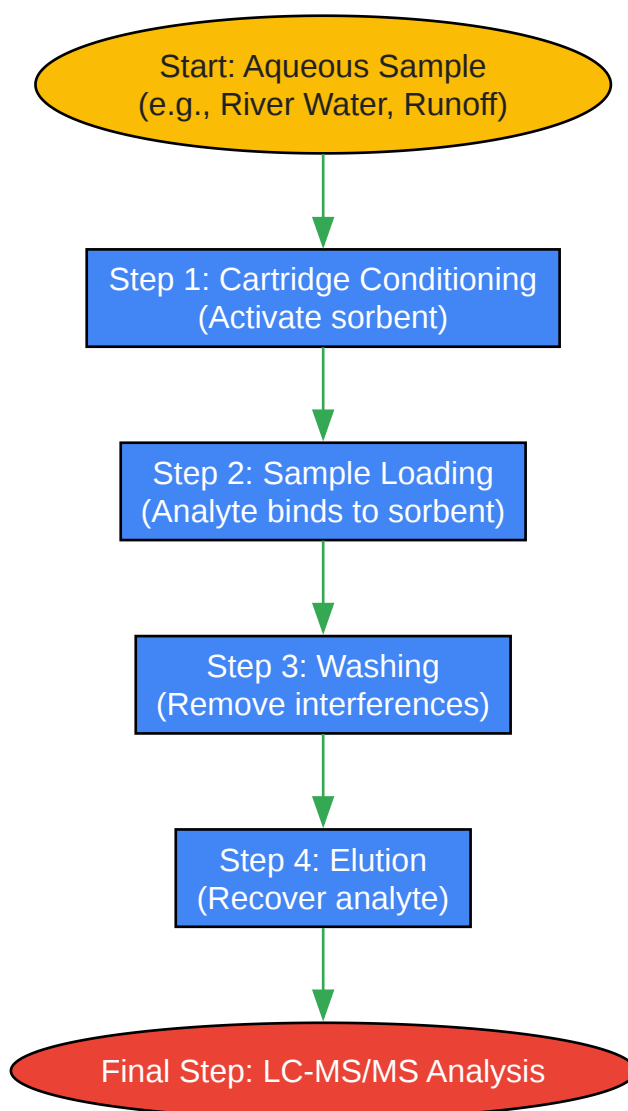 Start: Aqueous Sample
(e.g., River Water, Runoff)
Step 1: Cartridge Conditioning
(Activate sorbent)
Step 2: Sample Loading
(Analyte binds to sorbent)
Step 3: Washing
(Remove interferences)
Step 4: Elution
(Recover analyte)
Final Step: LC-MS/MS Analysis